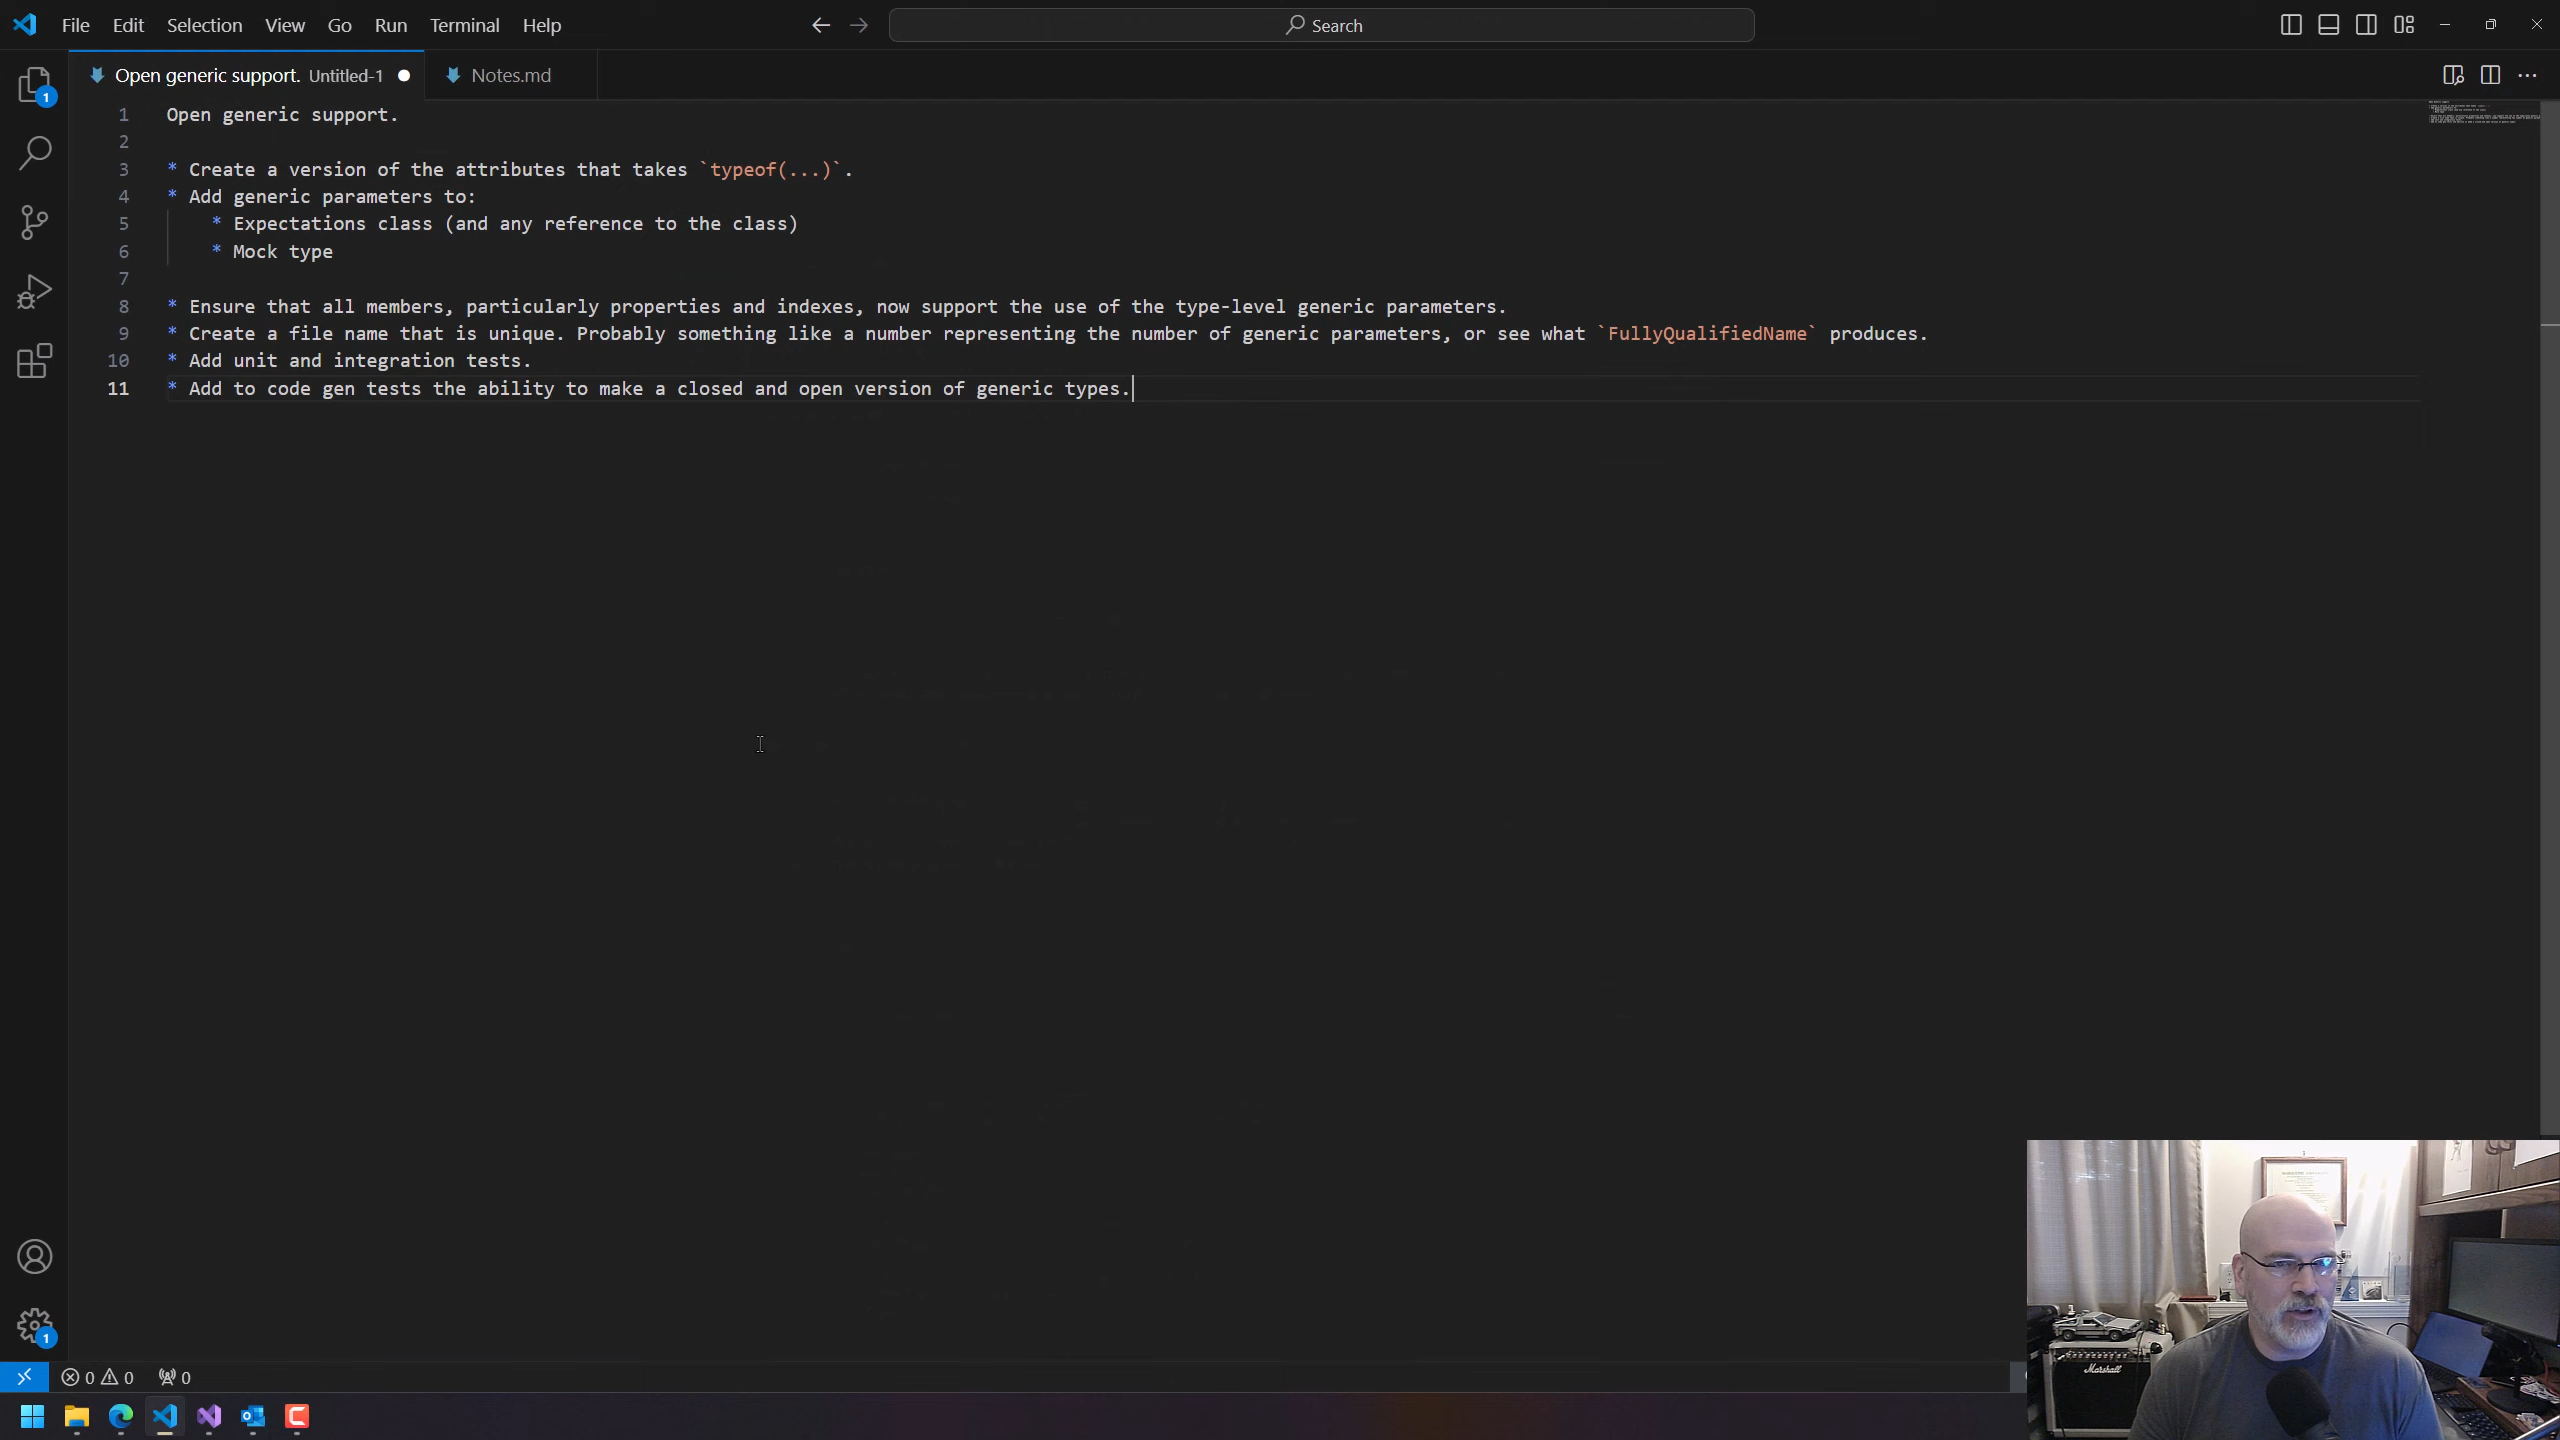 File Edit Selection View Go Run Terminal Help
Search
Open generic support. Untitled-1
Notes.md
1 Open generic support.
2
3 * Create a version of the attributes that takes `typeof(...)`.
4 * Add generic parameters to:
5 * Expectations class (and any reference to the class)
6 * Mock type
7
8 * Ensure that all members, particularly properties and indexes, now support the use of the type-level generic parameters.
9 * Create a file name that is unique. Probably something like a number representing the number of generic parameters, or see what `FullyQualifiedName` produces.
10 * Add unit and integration tests.
11 * Add to code gen tests the ability to make a closed and open version of generic types.
1
1
0 0 0
Marshall